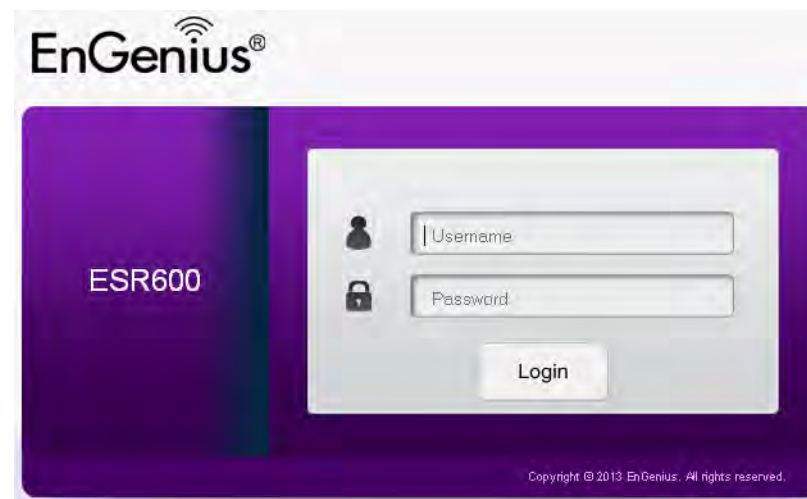 EnGenius®
ESR600
Username
Password
Login
Copyright © 2013 EnGenius. All rights reserved.